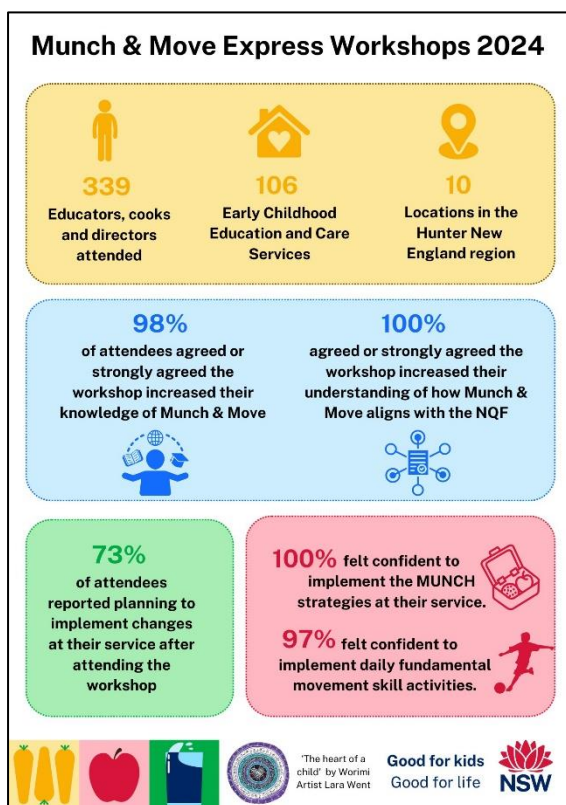 Munch & Move Express Workshops 2024
339
Educators, cooks
and directors
attended
106
Early Childhood
Education and Care
Services
10
Locations in the
Hunter New
England region
98%
of attendees agreed or
strongly agreed the
workshop increased their
knowledge of Munch & Move
100%
agreed or strongly agreed the
workshop increased their
understanding of how Munch &
Move aligns with the NQF
73%
of attendees
reported planning to
implement changes
at their service after
attending the
workshop
100% felt confident to
implement the MUNCH
strategies at their service.
97% felt confident to
implement daily fundamental
movement skill activities.
'The heart of a
child' by Worimi
Artist Lara Went
Good for kids
Good for life
NSW